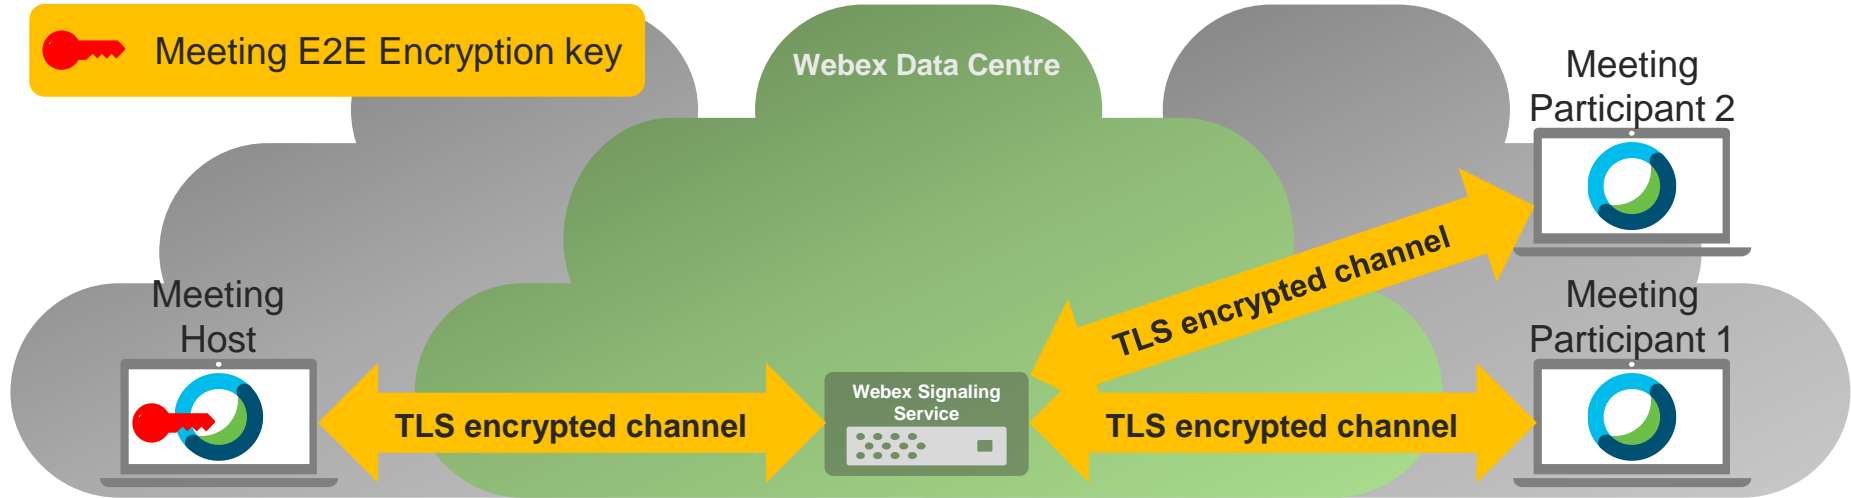 Meeting E2E Encryption key
Webex Data Centre
Meeting
Participant 2
TLS encrypted channel
Meeting
Host
Meeting
Participant 1
TLS encrypted channel
Webex Signaling
Service
TLS encrypted channel